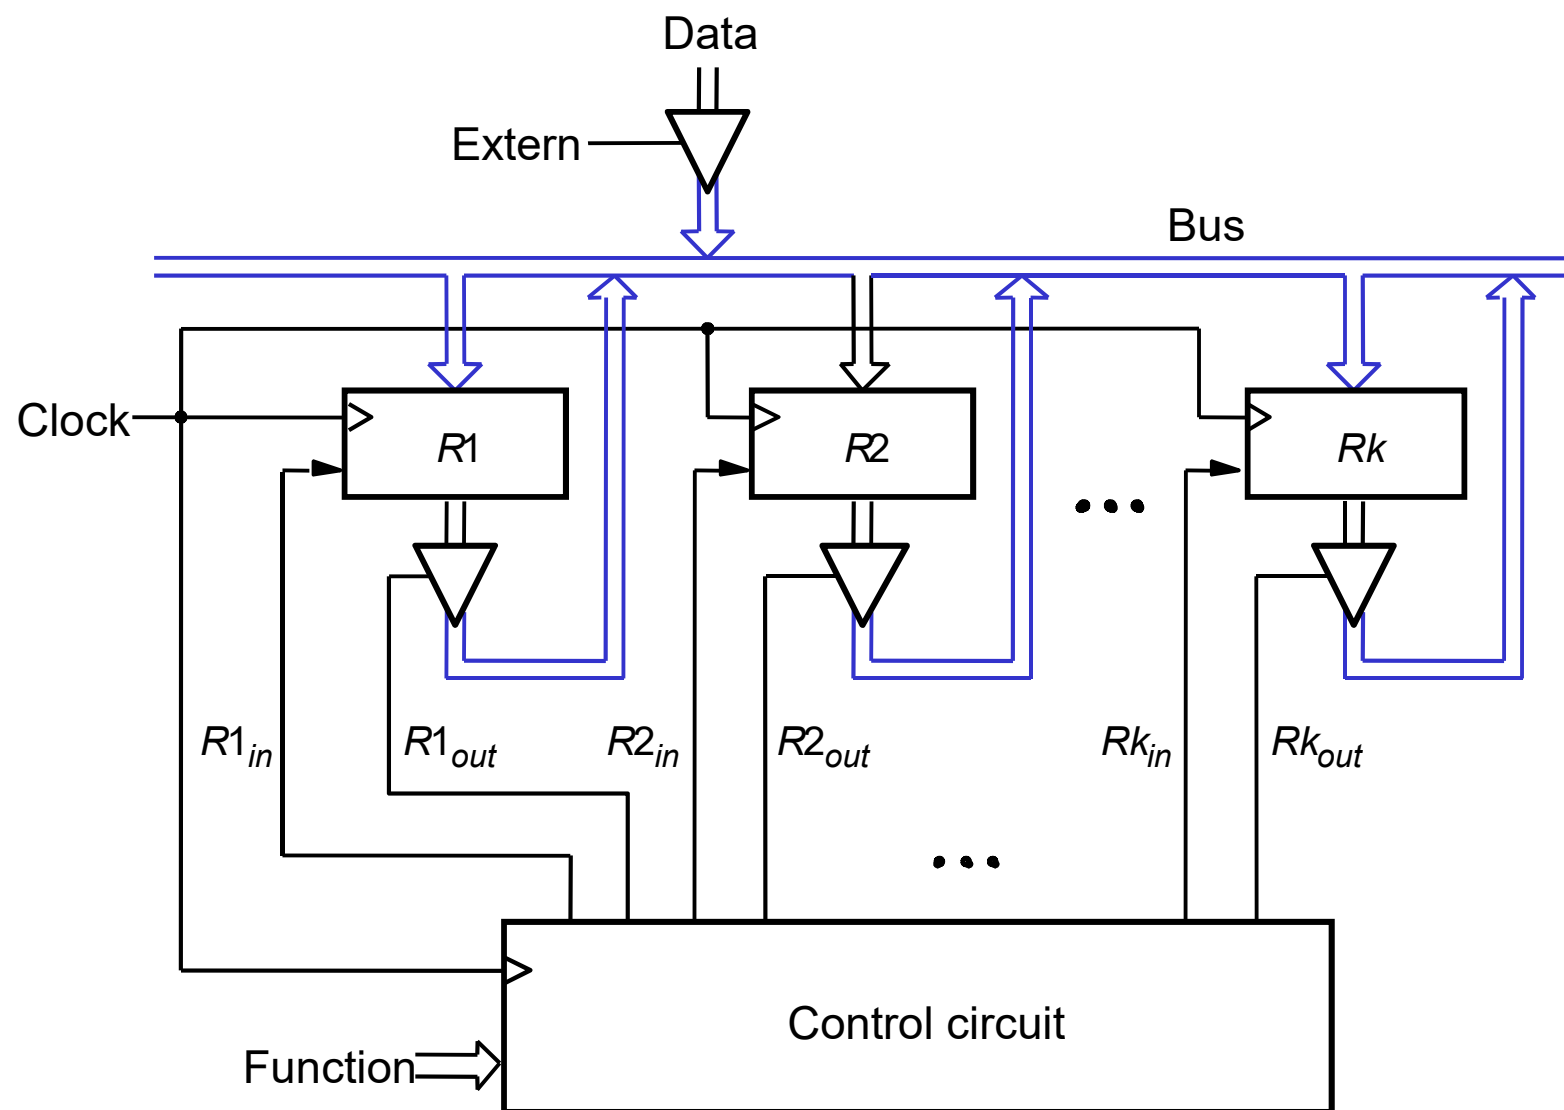 Data
Extern
Bus
Clock
R1
R2
Rk
R1in
R1out
R2in
R2out
Rkin
Rkout
Control circuit
Function